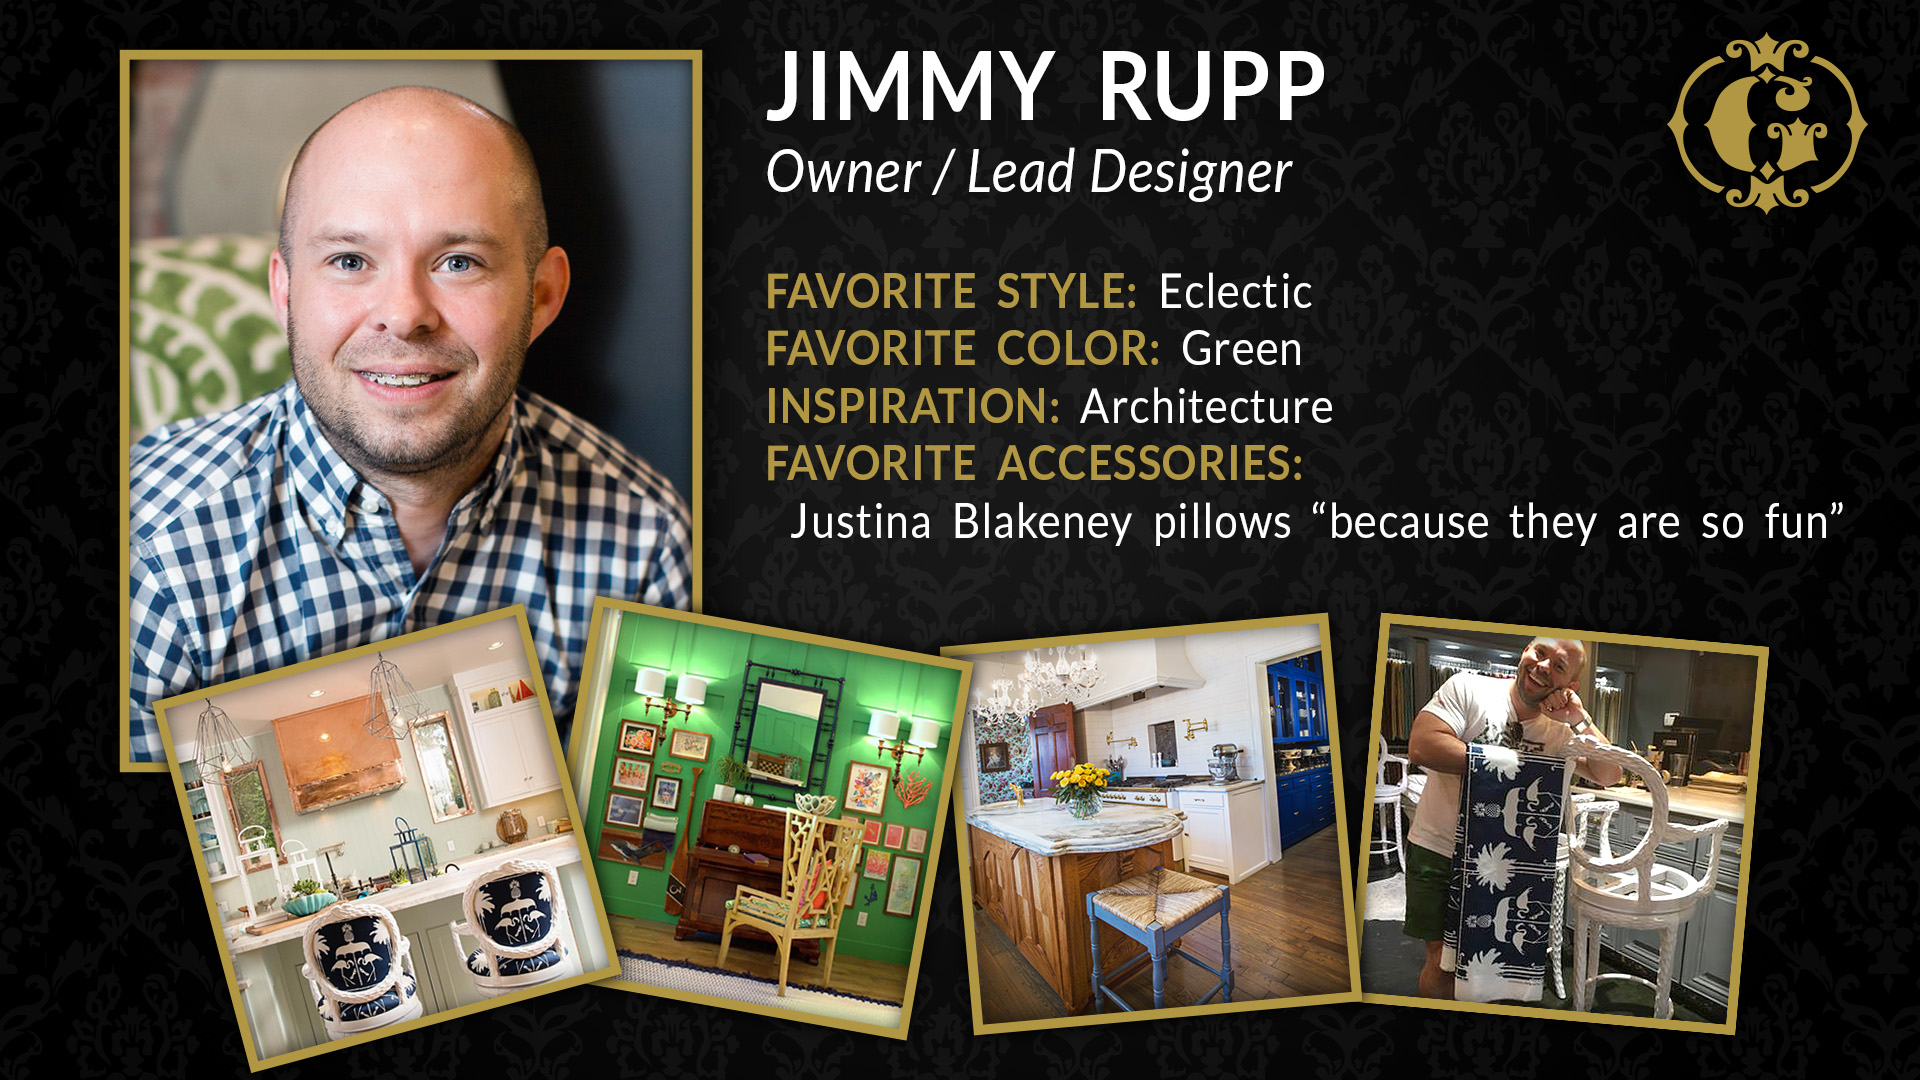 JIMMY RUPP
Owner / Lead Designer
FAVORITE STYLE: Eclectic
FAVORITE COLOR: Green
INSPIRATION: Architecture
FAVORITE ACCESSORIES:
Justina Blakeney pillows “because they are so fun”
G